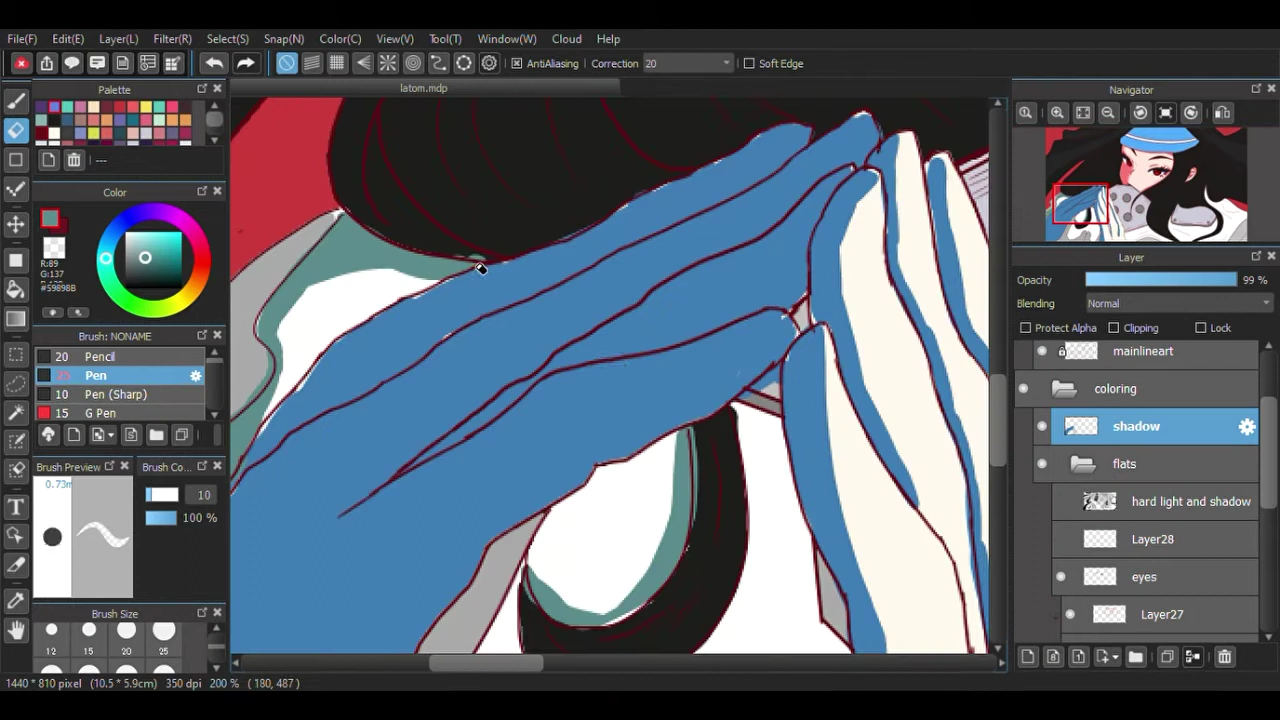 File(F) Edit(E) Layer(L) Filter(R) Select(S) Snap(N) Color(C) View(V) Tool(T) Window(W) Cloud Help
AntiAliasing Correction 20 Soft Edge
Palette
latom.mdp
Navigator
---
Color
R:89
G:137
#59898B
Layer
Opacity 99 %
Blending Normal
Protect Alpha Clipping Lock
Brush: NONAME
20 Pencil
25 Pen
10 Pen (Sharp)
15 G Pen
mainlineart
coloring
shadow
flats
hard light and shadow
Layer28
eyes
Layer27
Brush Preview
Brush Co...
0.73m
10
100 %
Brush Size
12 15 20 25
1440 * 810 pixel (10.5 * 5.9cm) 350 dpi 200 % ( 180, 487 )